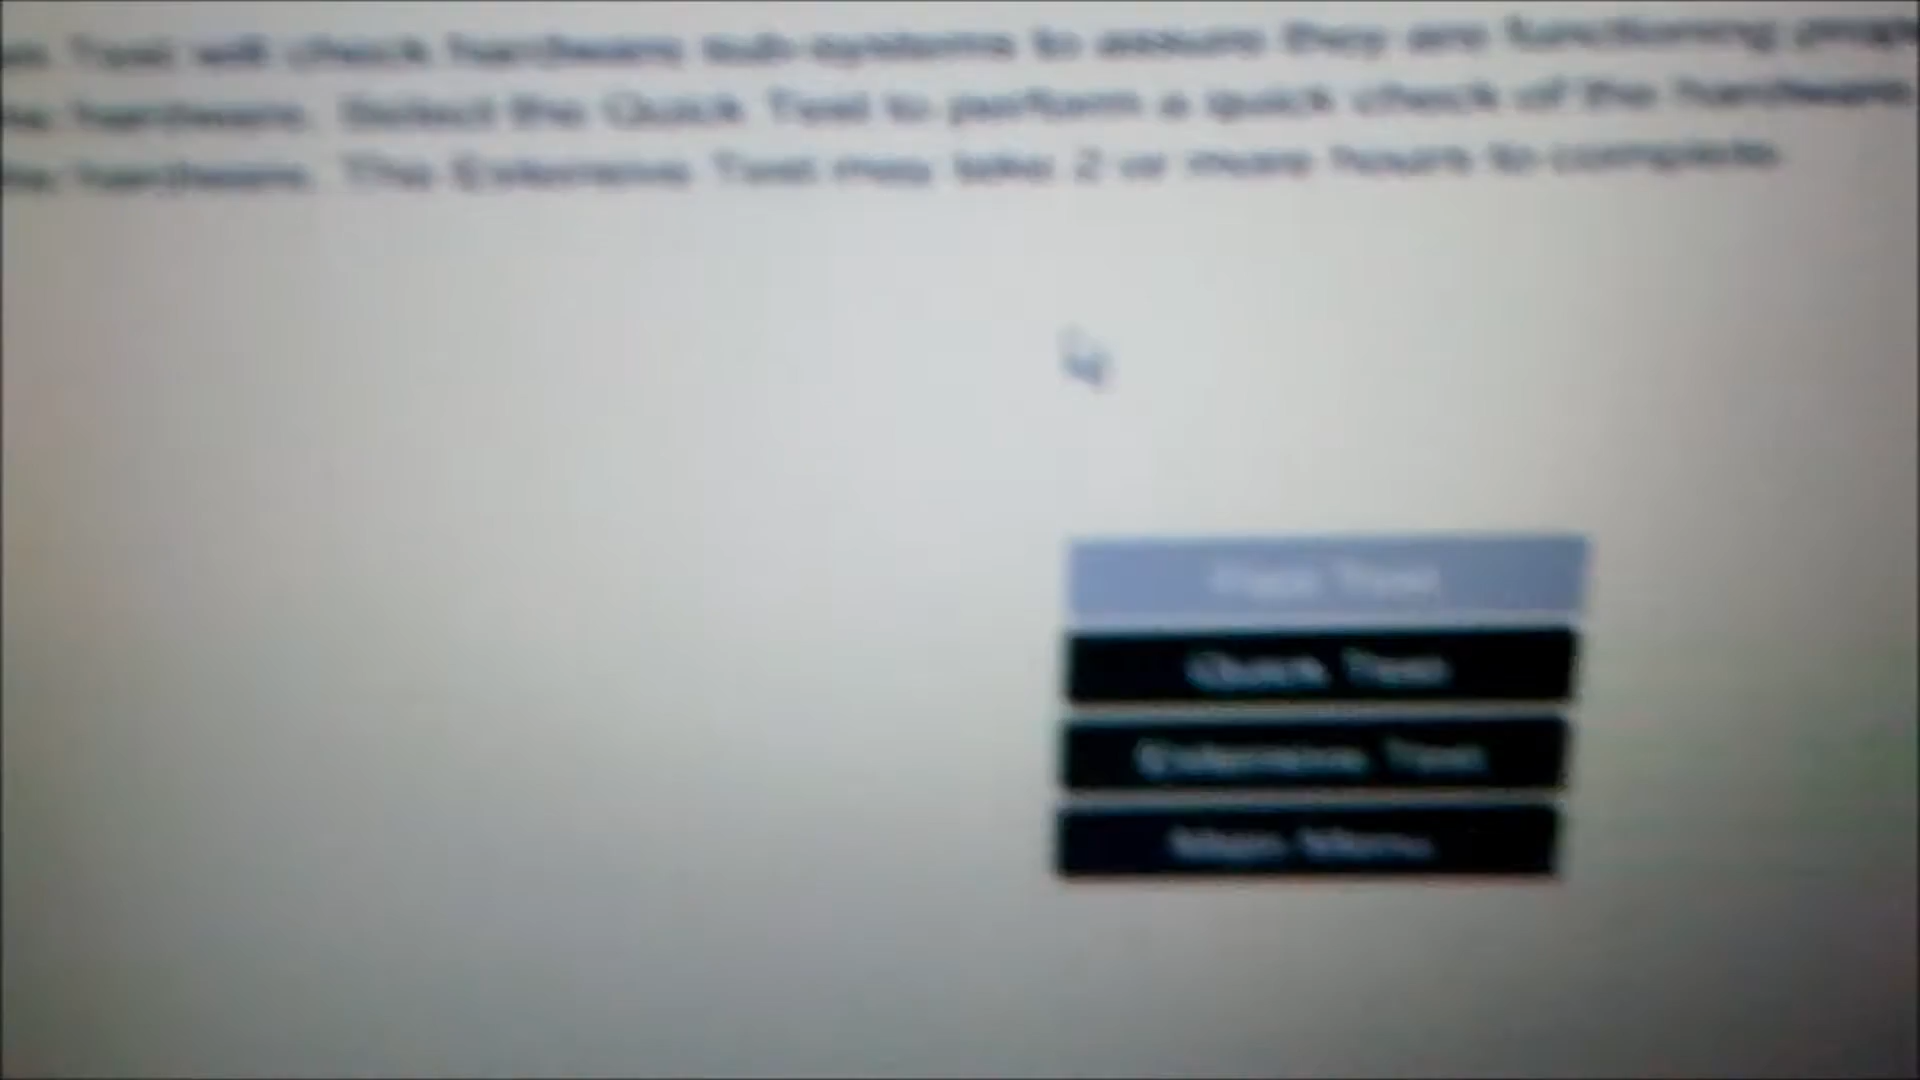 Test will check hardware sub-systems to assure they are functioning
hardware. Select the Quick Test to perform a quick check of the hardware.
hardware. The Extensive Test may take 2 or more hours to complete.
Test
Quick Test
Extensive Test
Main Menu